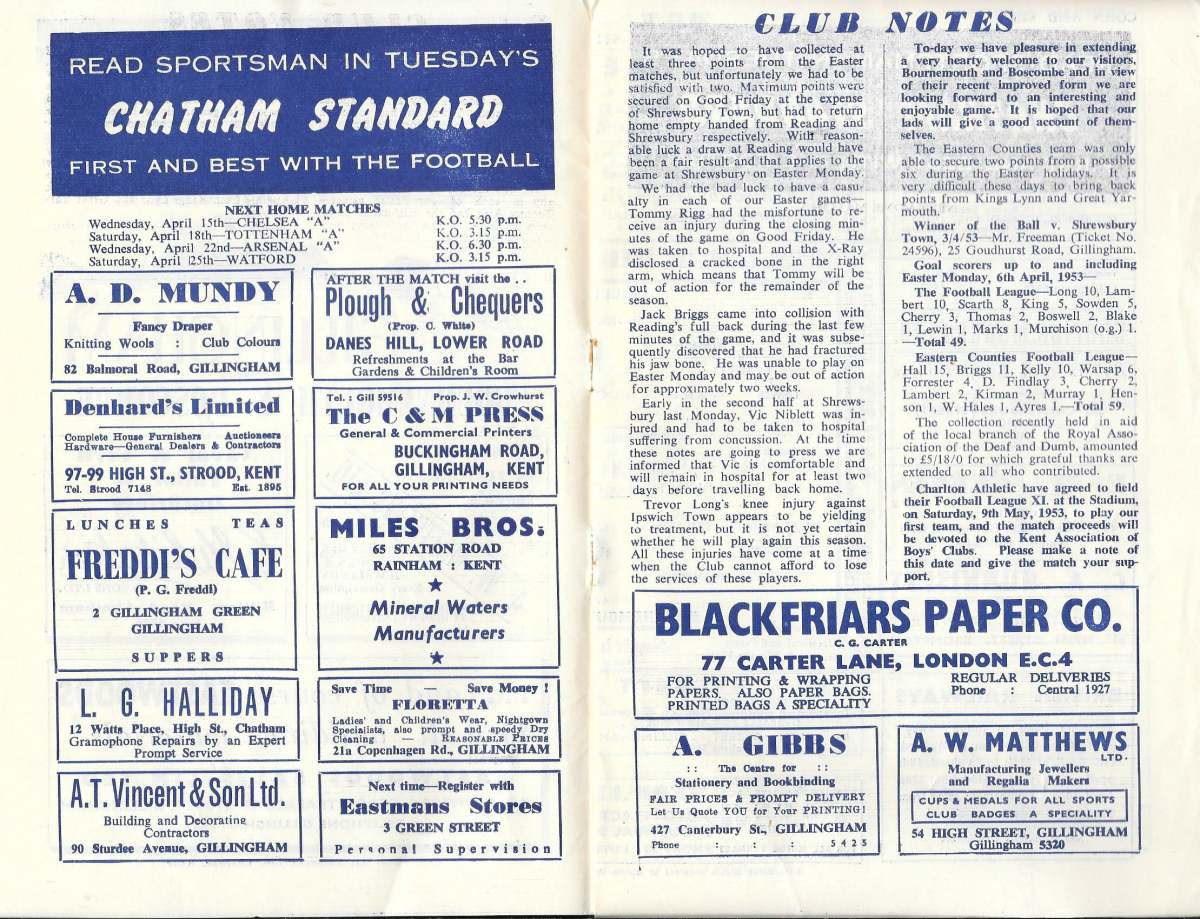 READ SPORTSMAN IN TUESDAY'S
CHATHAM STANDARD
FIRST AND BEST WITH THE FOOTBALL
NEXT HOME MATCHES
Wednesday, April 15th—CHELSEA "A" K.O. 5.30 p.m.
Saturday, April 18th—TOTTENHAM "A" K.O. 3.15 p.m.
Wednesday, April 22nd—ARSENAL "A" K.O. 6.30 p.m.
Saturday, April 25th—WATFORD K.O. 3.15 p.m.
A. D. MUNDY
Fancy Draper
Knitting Wools : Club Colours
82 Balmoral Road, GILLINGHAM
AFTER THE MATCH visit the . .
Plough & Chequers
(Prop. C. White)
DANES HILL, LOWER ROAD
Refreshments at the Bar
Gardens & Children's Room
Denhard's Limited
Complete House Furnishers Auctioneers
Hardware—General Dealers & Contractors
97-99 HIGH ST., STROOD, KENT
Tel. Strood 7148 Est. 1895
Tel. : Gill 59516 Prop. J. W. Crowhurst
The C & M PRESS
General & Commercial Printers
BUCKINGHAM ROAD,
GILLINGHAM, KENT
FOR ALL YOUR PRINTING NEEDS
LUNCHES TEAS
FREDDI'S CAFE
(P. G. Freddi)
2 GILLINGHAM GREEN
GILLINGHAM
SUPPERS
MILES BROS.
65 STATION ROAD
RAINHAM : KENT
★
Mineral Waters
Manufacturers
★
L. G. HALLIDAY
12 Watts Place, High St., Chatham
Gramophone Repairs by an Expert
Prompt Service
Save Time — Save Money !
FLORETTA
Ladies' and Children's Wear, Nightgown
Specialists, also prompt and speedy Dry
Cleaning — REASONABLE PRICES
21a Copenhagen Rd., GILLINGHAM
A.T. Vincent & Son Ltd.
Building and Decorating
Contractors
90 Sturdee Avenue, GILLINGHAM
Next time—Register with
Eastmans Stores
3 GREEN STREET
Personal Supervision
CLUB NOTES
It was hoped to have collected at
least three points from the Easter
matches, but unfortunately we had to be
satisfied with two. Maximum points were
secured on Good Friday at the expense
of Shrewsbury Town, but had to return
home empty handed from Reading and
Shrewsbury respectively. With reason-
able luck a draw at Reading would have
been a fair result and that applies to the
game at Shrewsbury on Easter Monday.
We had the bad luck to have a casu-
alty in each of our Easter games—
Tommy Rigg had the misfortune to re-
ceive an injury during the closing min-
utes of the game on Good Friday. He
was taken to hospital and the X-Ray
disclosed a cracked bone in the right
arm, which means that Tommy will be
out of action for the remainder of the
season.
Jack Briggs came into collision with
Reading's full back during the last few
minutes of the game, and it was subse-
quently discovered that he had fractured
his jaw bone. He was unable to play on
Easter Monday and may be out of action
for approximately two weeks.
Early in the second half at Shrews-
bury last Monday, Vic Niblett was in-
jured and had to be taken to hospital
suffering from concussion. At the time
these notes are going to press we are
informed that Vic is comfortable and
will remain in hospital for at least two
days before travelling back home.
Trevor Long's knee injury against
Ipswich Town appears to be yielding
to treatment, but it is not yet certain
whether he will play again this season.
All these injuries have come at a time
when the Club cannot afford to lose
the services of these players.
To-day we have pleasure in extending
a very hearty welcome to our visitors,
Bournemouth and Boscombe and in view
of their recent improved form we are
looking forward to an interesting and
enjoyable game. It is hoped that our
lads will give a good account of them-
selves.
The Eastern Counties team was only
able to secure two points from a possible
six during the Easter holidays. It is
very difficult these days to bring back
points from Kings Lynn and Great Yar-
mouth.
Winner of the Ball v. Shrewsbury
Town, 3/4/53—Mr. Freeman (Ticket No.
24596), 25 Goudhurst Road, Gillingham.
Goal scorers up to and including
Easter Monday, 6th April, 1953—
The Football League—Long 10, Lam-
bert 10, Scarth 8, King 5, Sowden 5,
Cherry 3, Thomas 2, Boswell 2, Blake
1, Lewin 1, Marks 1, Murchison (o.g.) 1.
—Total 49.
Eastern Counties Football League—
Hall 15, Briggs 11, Kelly 10, Warsap 6,
Forrester 4, D. Findlay 3, Cherry 2,
Lambert 2, Kirman 2, Murray 1, Hen-
son 1, W. Hales 1, Ayres 1.—Total 59.
The collection recently held in aid
of the local branch of the Royal Asso-
ciation of the Deaf and Dumb, amounted
to £5/18/0 for which grateful thanks are
extended to all who contributed.
Charlton Athletic have agreed to field
their Football League XI. at the Stadium,
on Saturday, 9th May, 1953, to play our
first team, and the match proceeds will
be devoted to the Kent Association of
Boys' Clubs. Please make a note of
this date and give the match your sup-
port.
BLACKFRIARS PAPER CO.
C. G. CARTER
77 CARTER LANE, LONDON E.C.4
FOR PRINTING & WRAPPING
PAPERS. ALSO PAPER BAGS.
PRINTED BAGS A SPECIALITY
REGULAR DELIVERIES
Phone : Central 1927
A. GIBBS
: : The Centre for : :
Stationery and Bookbinding
FAIR PRICES & PROMPT DELIVERY
Let Us Quote YOU for Your PRINTING!
427 Canterbury St., GILLINGHAM
Phone : : : 5425
A. W. MATTHEWS
LTD.
Manufacturing Jewellers
and Regalia Makers
CUPS & MEDALS FOR ALL SPORTS
CLUB BADGES A SPECIALITY
54 HIGH STREET, GILLINGHAM
Gillingham 5320